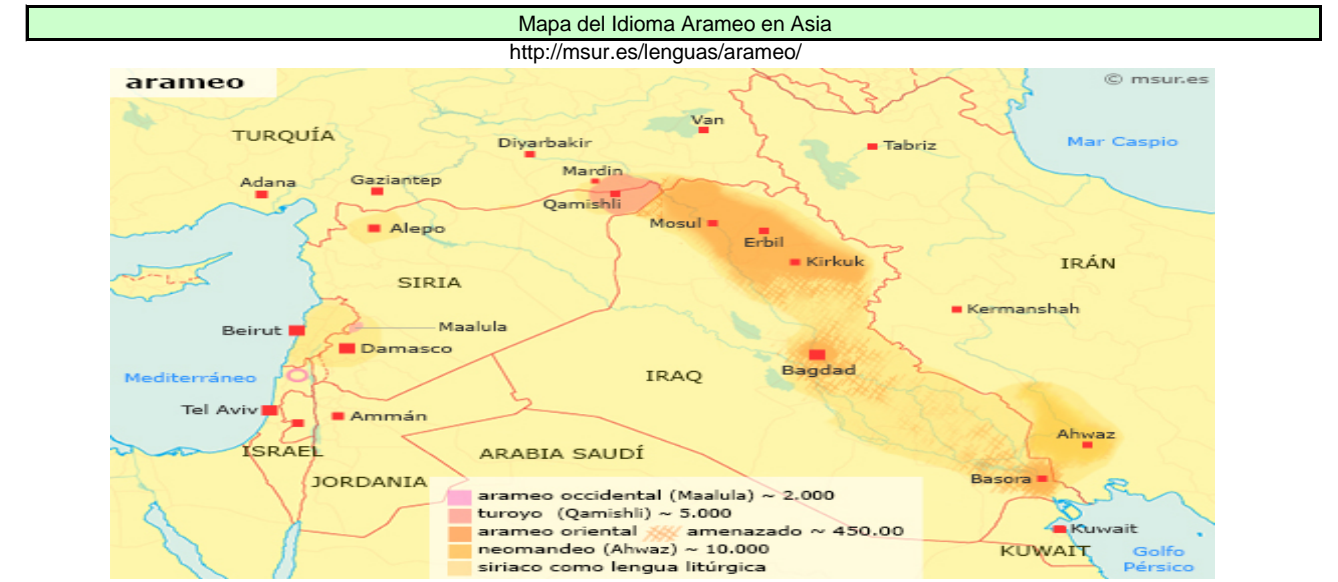 Mapa del Idioma Arameo en Asia
http://msur.es/lenguas/arameo/
arameo
© msur.es
TURQUÍA
Van
Diyarbakir
Tabriz
Mar Caspio
Adana
Gaziantep
Mardin
Qamishli
Alepo
Mosul
Erbil
Kirkuk
IRÁN
SIRIA
Kermanshah
Beirut
Maalula
Damasco
Bagdad
Mediterráneo
IRAQ
Tel Aviv
Ammán
Ahwaz
ISRAEL
ARABIA SAUDÍ
Basora
JORDANIA
arameo occidental (Maalula) ~ 2.000
turoyo (Qamishli) ~ 5.000
arameo oriental amenazado ~ 450.00
neomandeo (Ahwaz) ~ 10.000
siriaco como lengua litúrgica
Kuwait
KUWAIT
Golfo
Pérsico